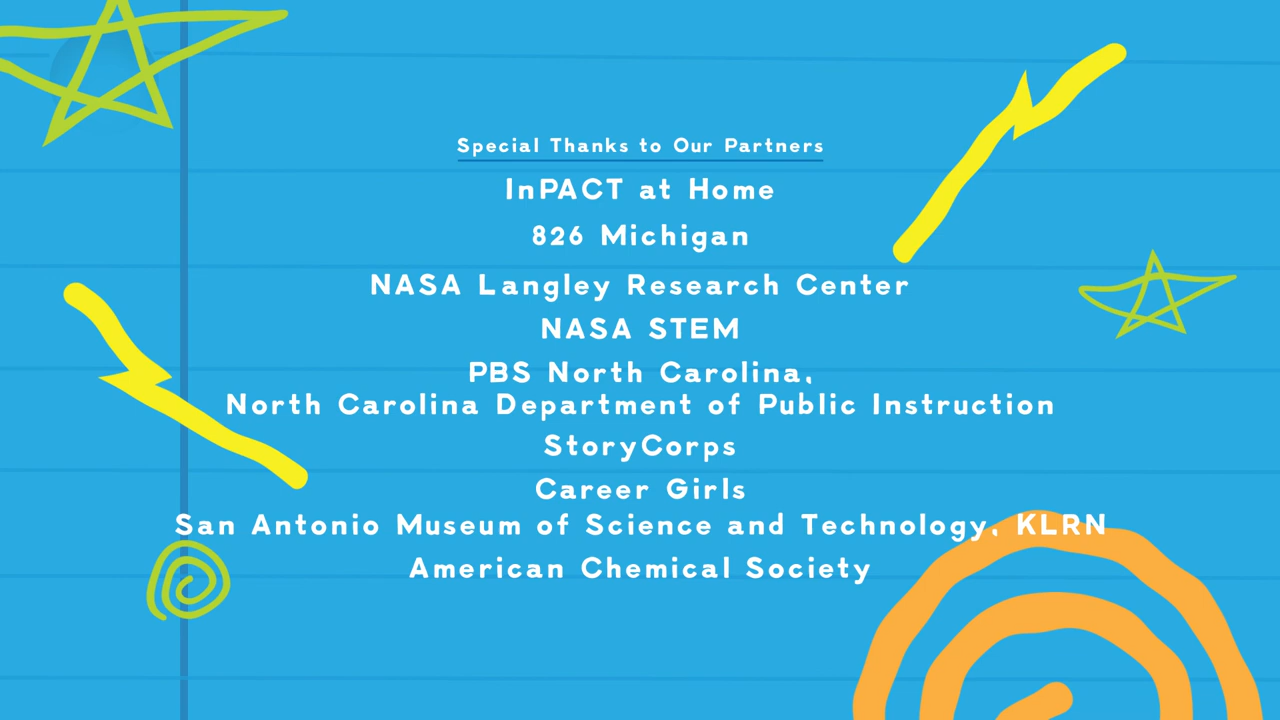 Special Thanks to Our Partners
InPACT at Home
826 Michigan
NASA Langley Research Center
NASA STEM
PBS North Carolina,
North Carolina Department of Public Instruction
StoryCorps
Career Girls
San Antonio Museum of Science and Technology, KLRN
American Chemical Society